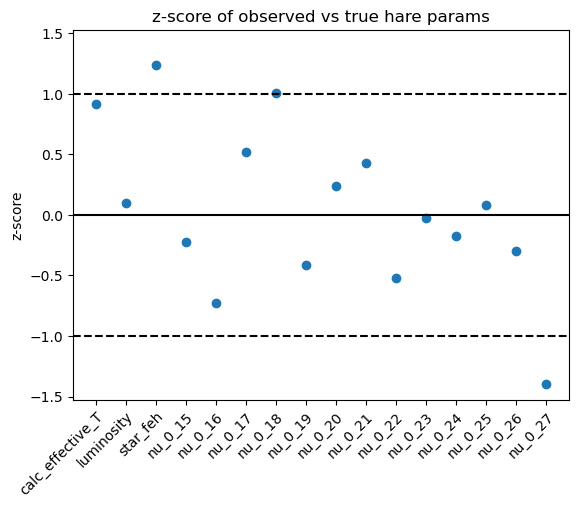 z-score of observed vs true hare params
z-score
1.5
1.0
0.5
0.0
−0.5
−1.0
−1.5
calc_effective_T
luminosity
star_feh
nu_0_15
nu_0_16
nu_0_17
nu_0_18
nu_0_19
nu_0_20
nu_0_21
nu_0_22
nu_0_23
nu_0_24
nu_0_25
nu_0_26
nu_0_27